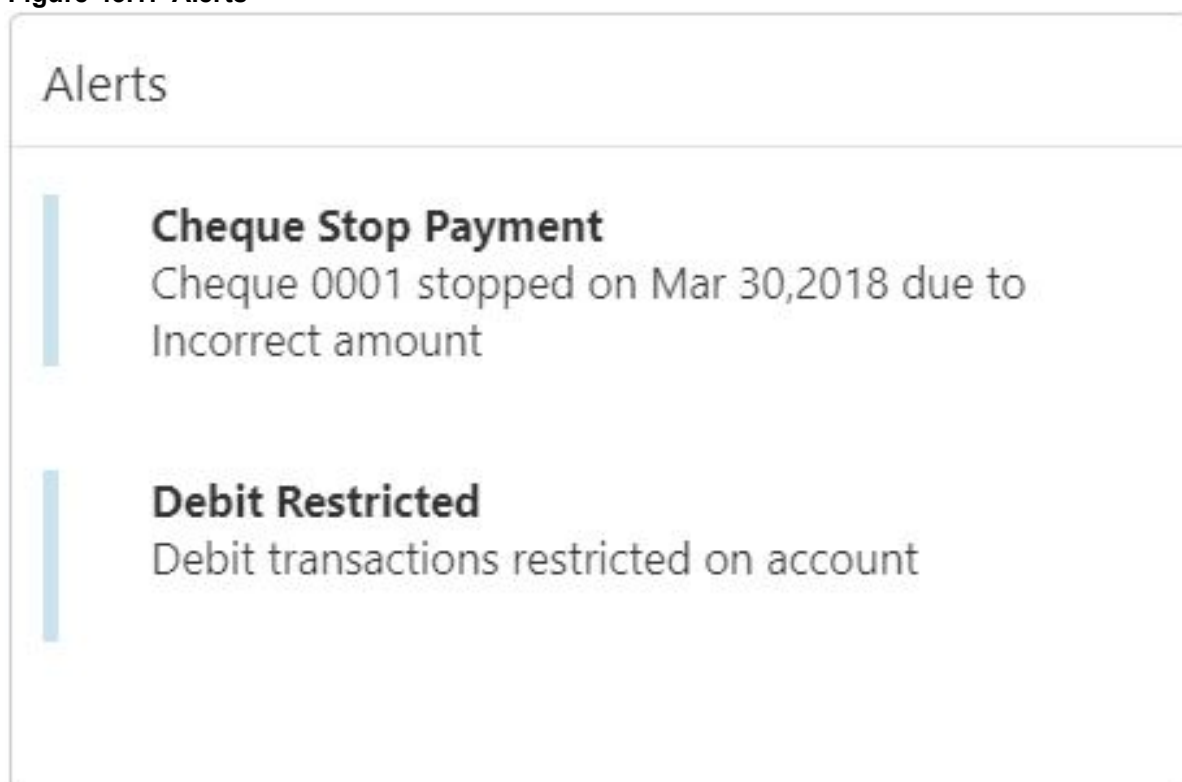 Alerts
Cheque Stop Payment
Cheque 0001 stopped on Mar 30,2018 due to
Incorrect amount
Debit Restricted
Debit transactions restricted on account